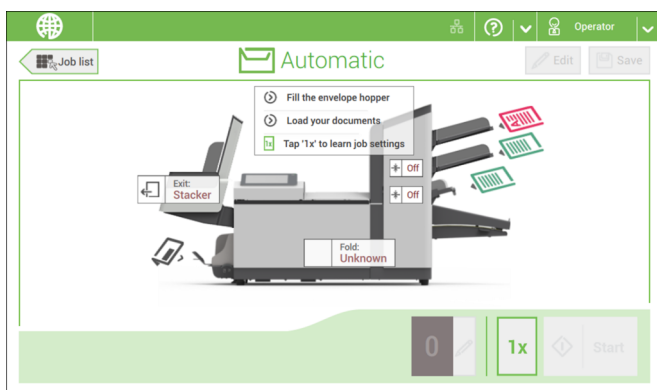 Operator
Job list
Automatic
Edit
Save
Fill the envelope hopper
Load your documents
1x
Tap '1x' to learn job settings
Off
Exit:
Stacker
Off
Fold:
Unknown
0
1x
Start